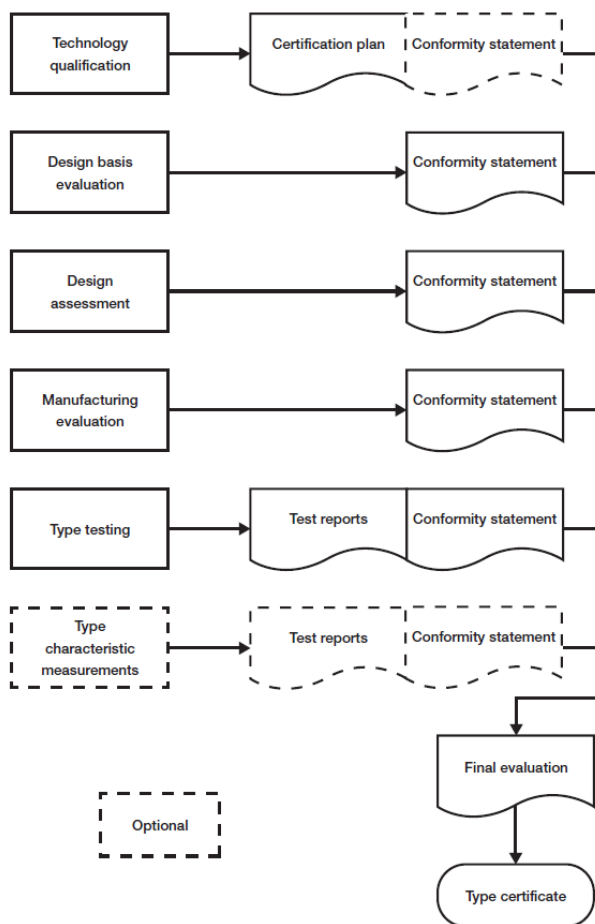 Technology
qualification
Certification plan
Conformity statement
Design basis
evaluation
Conformity statement
Design
assessment
Conformity statement
Manufacturing
evaluation
Conformity statement
Type testing
Test reports
Conformity statement
Type
characteristic
measurements
Test reports
Conformity statement
Final evaluation
Optional
Type certificate